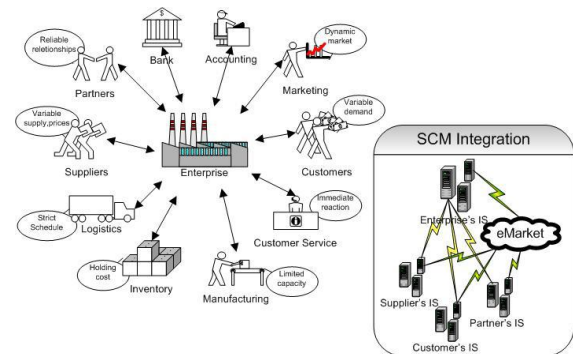 Reliable
reletionships
Partners
$
Bank
Accounting
Dynamic
market
Marketing
Variable
supply,prices
Suppliers
Enterprise
Variable
demand
Customers
Strict
Schedule
Logistics
Immediate
reaction
Customer Service
Holding
cost
Inventory
Manufacturing
Limited
capacity
SCM Integration
Enterprise's IS
eMarket
Supplier's IS
Partner's IS
Customer's IS